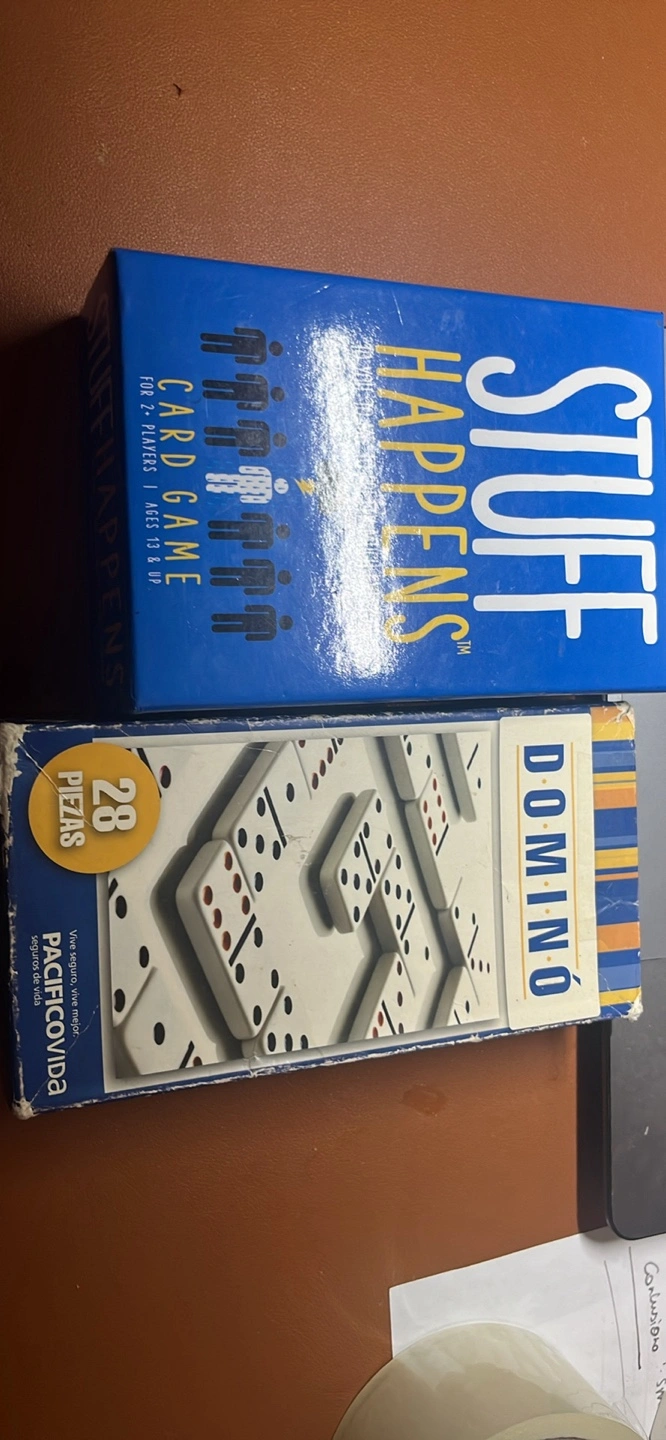 STUFF
HAPPENS™
CARD GAME
FOR 2+ PLAYERS | AGES 13 & UP
STUFF HAPPENS
DOMINÓ
28
PIEZAS
Vive seguro, vive mejor.
PACIFICOVIDA
seguros de vida